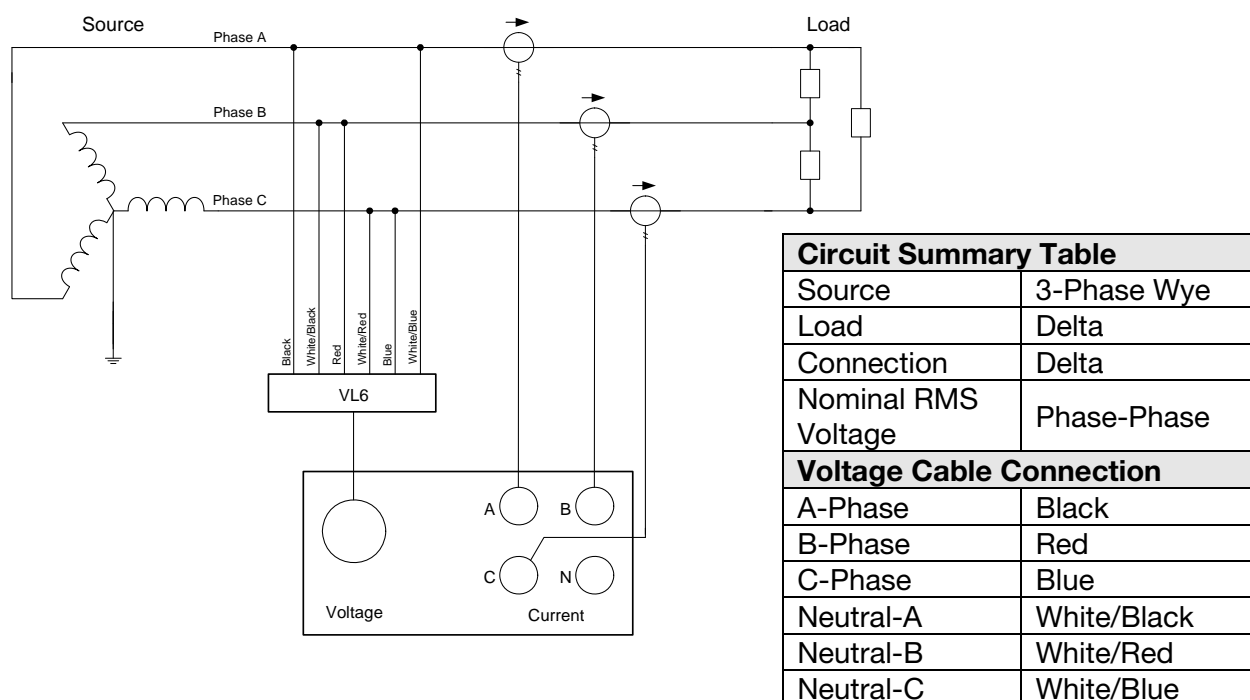 Source
Load
Phase A
Phase B
Phase C
Black
White/Black
Red
White/Red
Blue
White/Blue
VL6
A
B
C
N
Voltage
Current
Circuit Summary Table
Source 3-Phase Wye
Load Delta
Connection Delta
Nominal RMS
Voltage
Phase-Phase
Voltage Cable Connection
A-Phase Black
B-Phase Red
C-Phase Blue
Neutral-A White/Black
Neutral-B White/Red
Neutral-C White/Blue